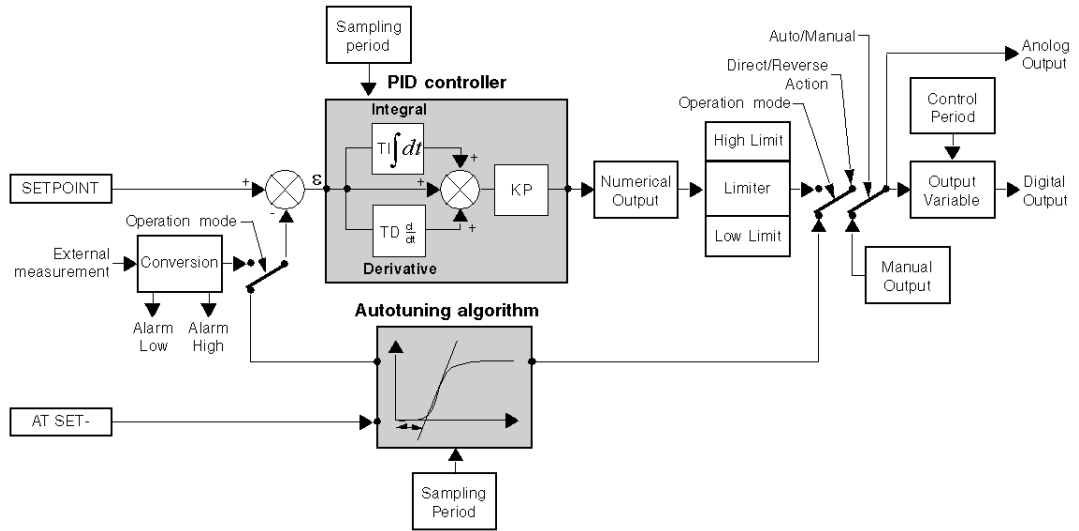 Sampling
period
PID controller
Integral
TI∫dt
+
+
+
TD d/dt
Derivative
KP
ε
SETPOINT
+
-
Operation mode
External
measurement
Conversion
Alarm
Low
Alarm
High
Numerical
Output
High Limit
Limiter
Low Limit
Auto/Manual
Direct/Reverse
Action
Operation mode
Analog
Output
Control
Period
Output
Variable
Digital
Output
Manual
Output
Autotuning algorithm
AT SET-
Sampling
Period